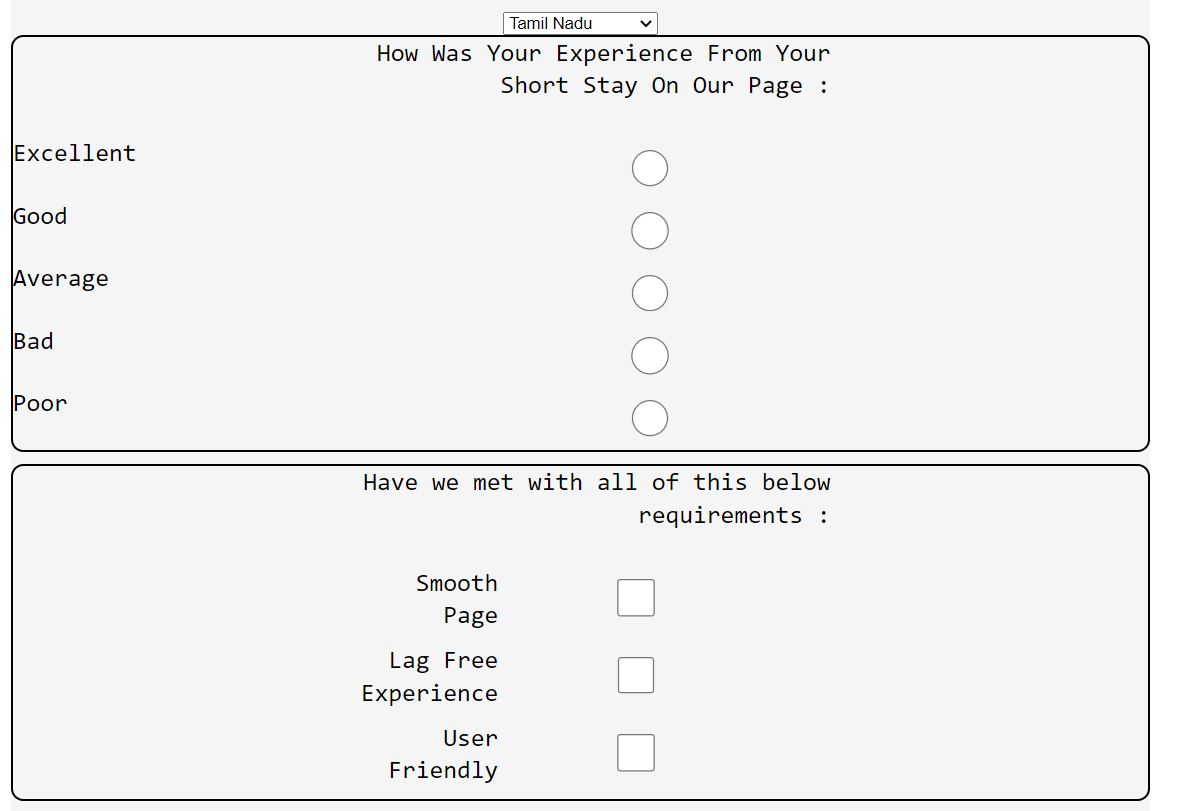 Tamil Nadu
How Was Your Experience From Your
Short Stay On Our Page :
Excellent
Good
Average
Bad
Poor
Have we met with all of this below
requirements :
Smooth
Page
Lag Free
Experience
User
Friendly